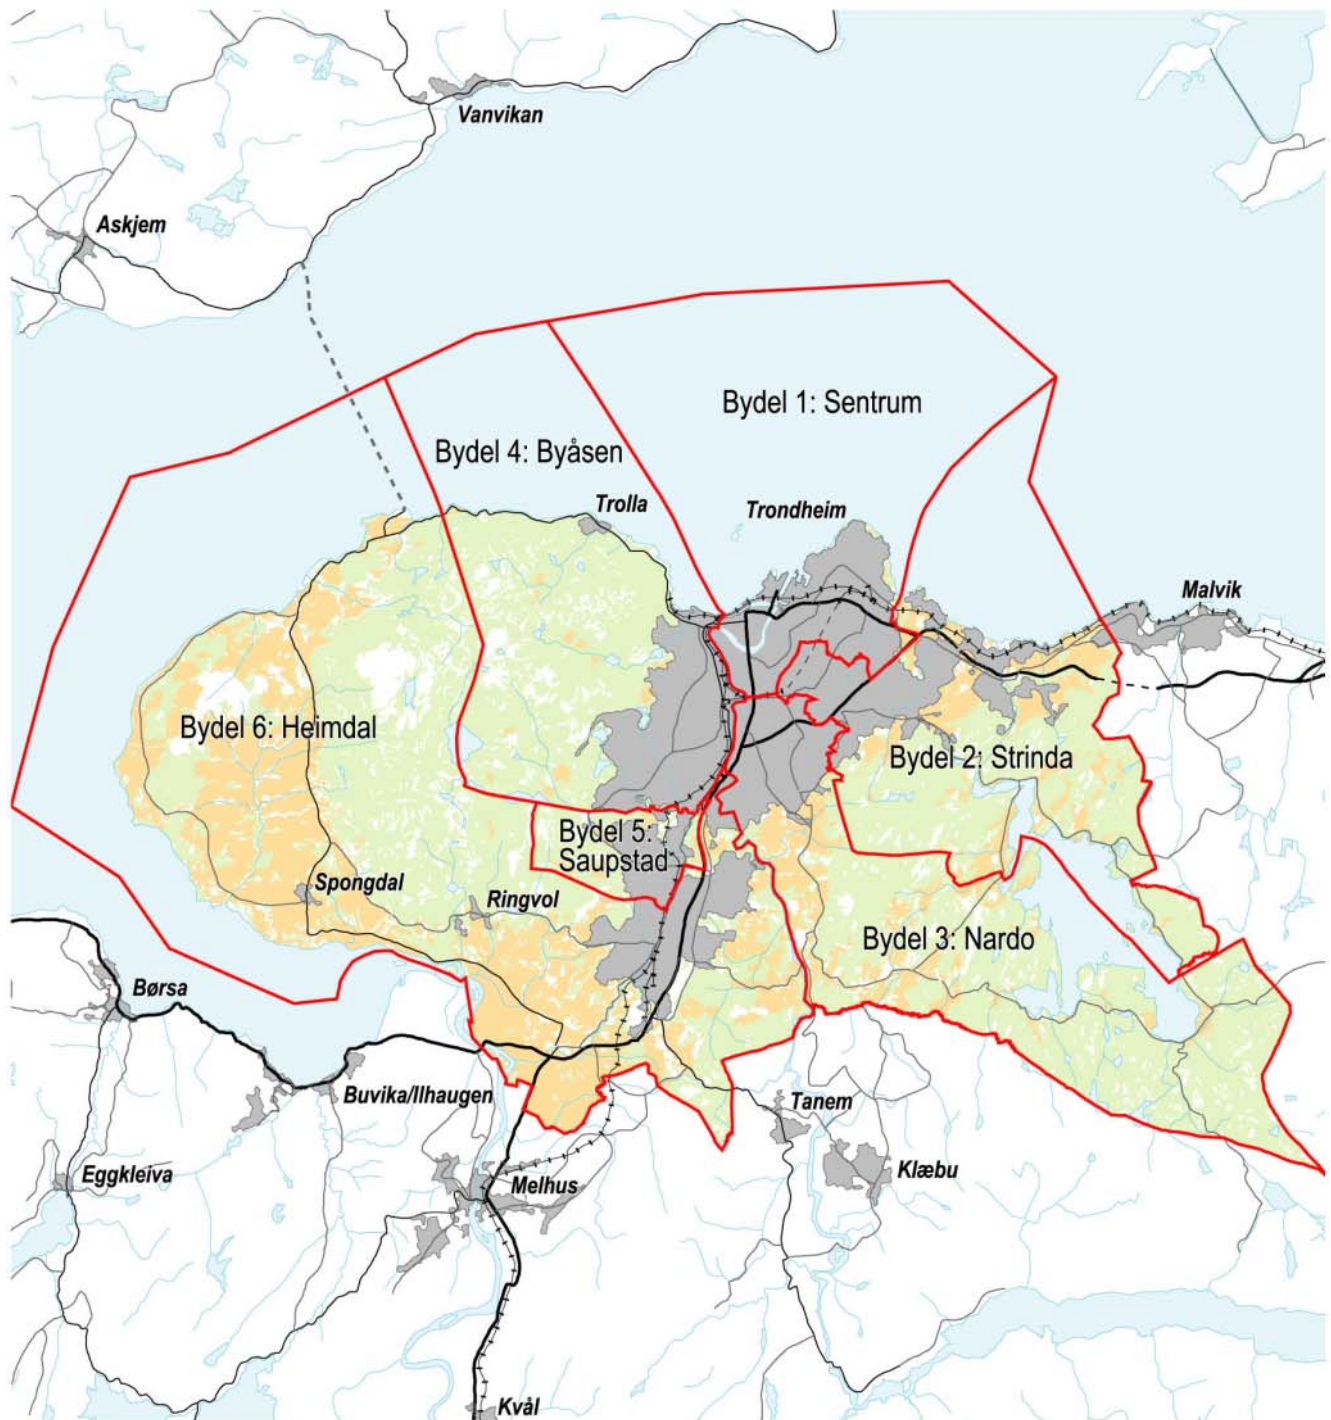 Vanvikan
Askjem
Bydel 1: Sentrum
Bydel 4: Byåsen
Trolla
Trondheim
Malvik
Bydel 6: Heimdal
Bydel 2: Strinda
Bydel 5:
Saupstad
Spongdal
Ringvol
Bydel 3: Nardo
Børsa
Buvika/Ilhaugen
Tanem
Klæbu
Eggkleiva
Melhus
Kvål